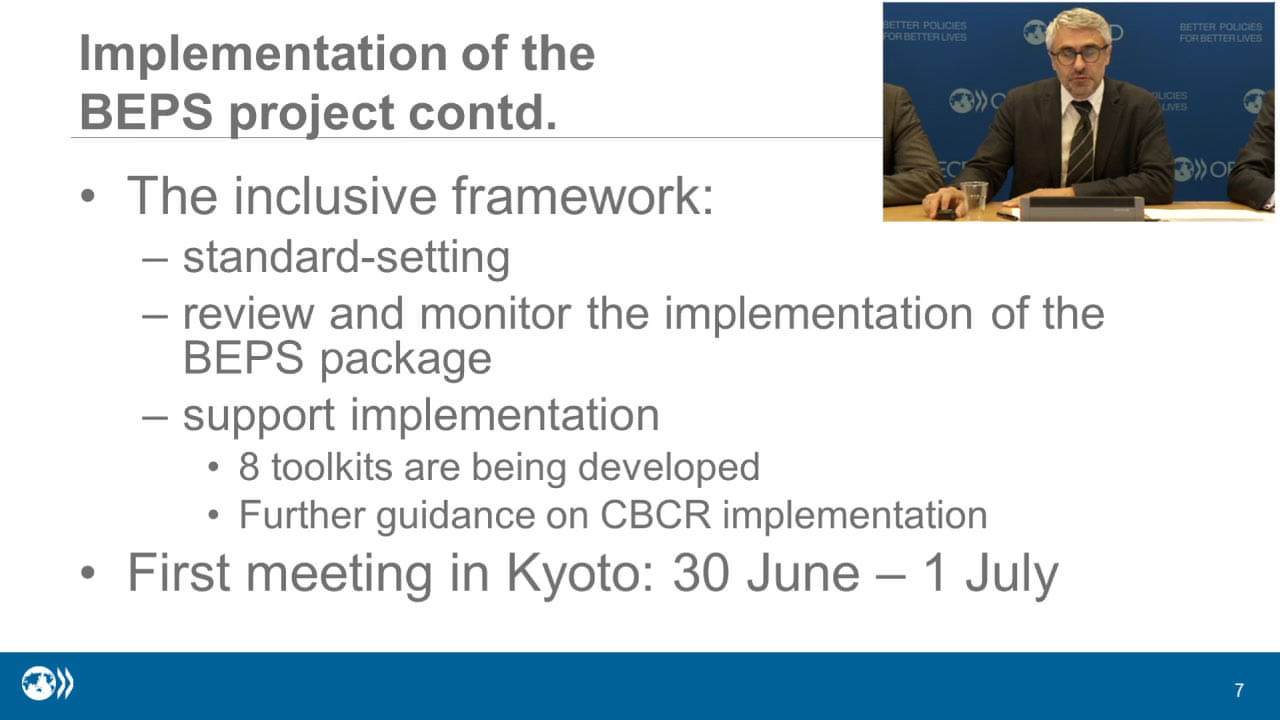 Implementation of the
BEPS project contd.
• The inclusive framework:
– standard-setting
– review and monitor the implementation of the
BEPS package
– support implementation
• 8 toolkits are being developed
• Further guidance on CBCR implementation
• First meeting in Kyoto: 30 June – 1 July
7
BETTER POLICIES
FOR BETTER LIVES
BETTER POLICIES
FOR BETTER LIVES